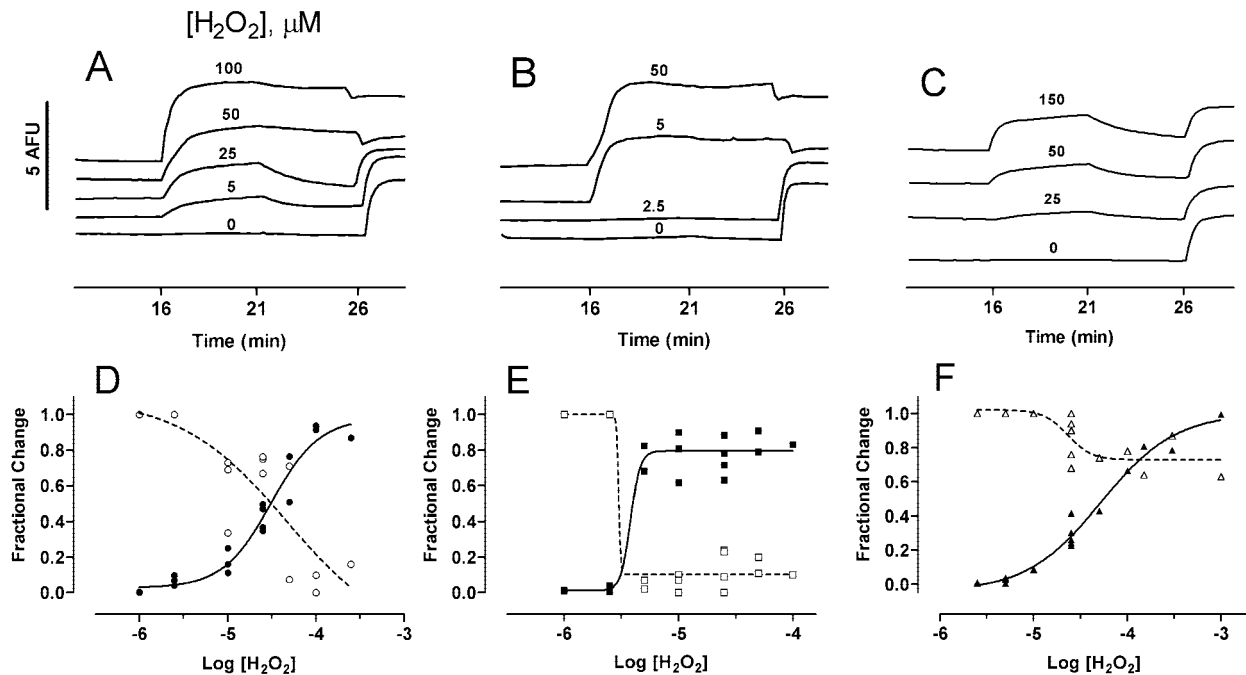 [H2O2], μM
A
5 AFU
100
50
25
5
0
16 21 26
Time (min)
B
50
5
2.5
0
16 21 26
Time (min)
C
150
50
25
0
16 21 26
Time (min)
D
Fractional Change
1.0
0.8
0.6
0.4
0.2
0.0
-6 -5 -4 -3
Log [H2O2]
E
Fractional Change
1.0
0.8
0.6
0.4
0.2
0.0
-6 -5 -4
Log [H2O2]
F
Fractional Change
1.0
0.8
0.6
0.4
0.2
0.0
-6 -5 -4 -3
Log [H2O2]